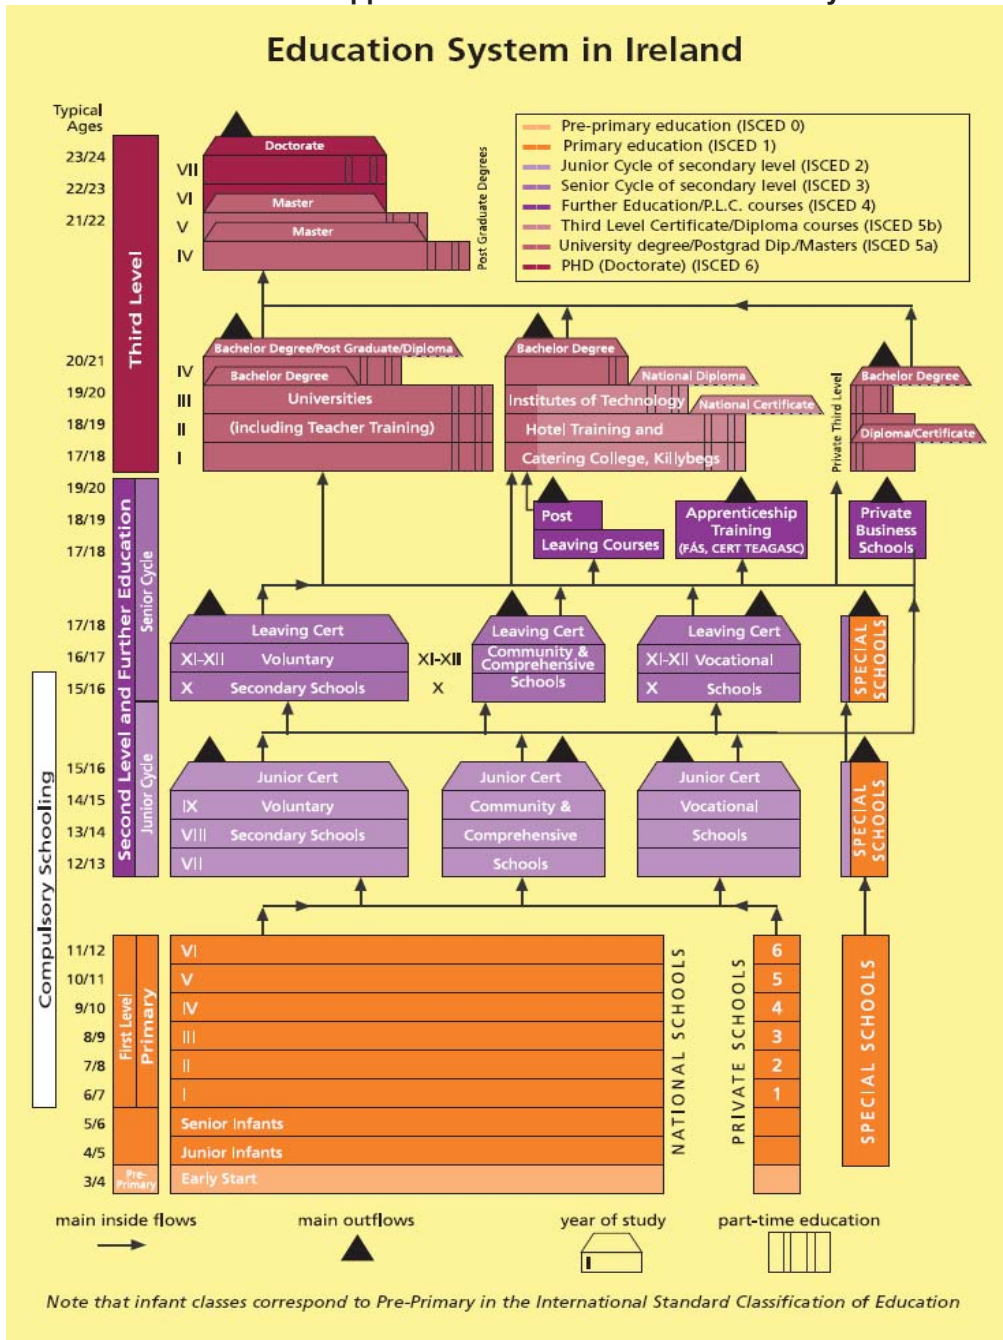 Education System in Ireland
Typical
Ages
23/24
22/23
21/22
Third Level
VII
VI
V
IV
Doctorate
Master
Master
Post Graduate Degrees
Pre-primary education (ISCED 0)
Primary education (ISCED 1)
Junior Cycle of secondary level (ISCED 2)
Senior Cycle of secondary level (ISCED 3)
Further Education/P.L.C. courses (ISCED 4)
Third Level Certificate/Diploma courses (ISCED 5b)
University degree/Postgrad Dip./Masters (ISCED 5a)
PHD (Doctorate) (ISCED 6)
20/21
19/20
18/19
17/18
IV
III
II
I
Bachelor Degree/Post Graduate/Diploma
Bachelor Degree
Universities
(including Teacher Training)
Bachelor Degree
National Diploma
Institutes of Technology
National Certificate
Hotel Training and
Catering College, Killybegs
Private Third Level
Bachelor Degree
Diploma/Certificate
19/20
18/19
17/18
Second Level and Further Education
Senior Cycle
Post
Leaving Courses
Apprenticeship
Training
(FÁS, CERT TEAGASC)
Private
Business
Schools
17/18
16/17
15/16
Leaving Cert
XI-XII Voluntary
X Secondary Schools
XI-XII
X
Leaving Cert
Community &
Comprehensive
Schools
Leaving Cert
XI-XII Vocational
X Schools
SPECIAL
SCHOOLS
Compulsory Schooling
Junior Cycle
15/16
14/15
13/14
12/13
Junior Cert
IX Voluntary
VIII Secondary Schools
VII
Junior Cert
Community &
Comprehensive
Schools
Junior Cert
Vocational
Schools
SPECIAL
SCHOOLS
11/12
10/11
9/10
8/9
7/8
6/7
5/6
4/5
3/4
First Level
Primary
Pre-
Primary
VI
V
IV
III
II
I
Senior Infants
Junior Infants
Early Start
NATIONAL SCHOOLS
PRIVATE SCHOOLS
6
5
4
3
2
1
SPECIAL SCHOOLS
main inside flows
main outflows
year of study
part-time education
I
Note that infant classes correspond to Pre-Primary in the International Standard Classification of Education